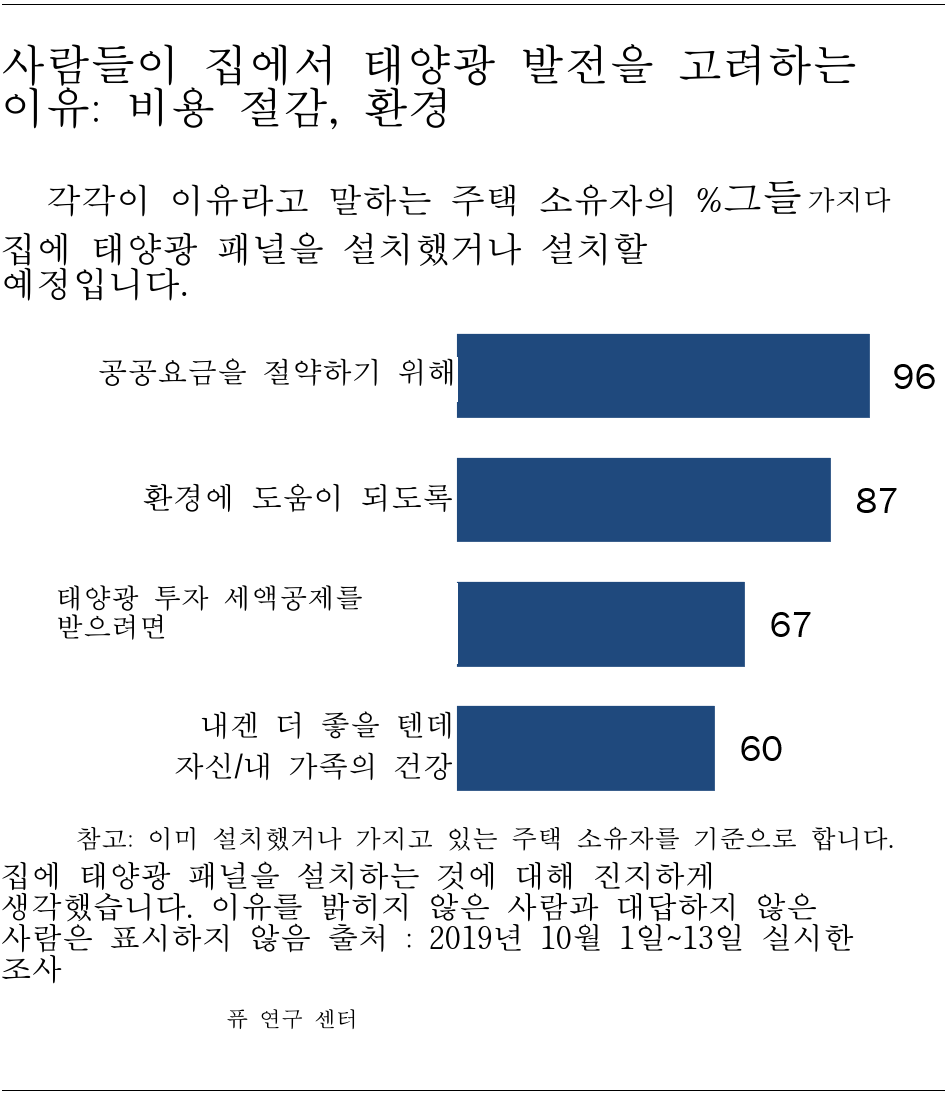 사람들이 집에서 태양광 발전을 고려하는
이유: 비용 절감, 환경
각각이 이유라고 말하는 주택 소유자의 %그들가지다
집에 태양광 패널을 설치했거나 설치할
예정입니다.
공공요금을 절약하기 위해
96
환경에 도움이 되도록
87
태양광 투자 세액공제를
받으려면
67
내겐 더 좋을 텐데
자신/내 가족의 건강
60
참고: 이미 설치했거나 가지고 있는 주택 소유자를 기준으로 합니다.
집에 태양광 패널을 설치하는 것에 대해 진지하게
생각했습니다. 이유를 밝히지 않은 사람과 대답하지 않은
사람은 표시하지 않음 출처 : 2019년 10월 1일~13일 실시한
조사
퓨 연구 센터